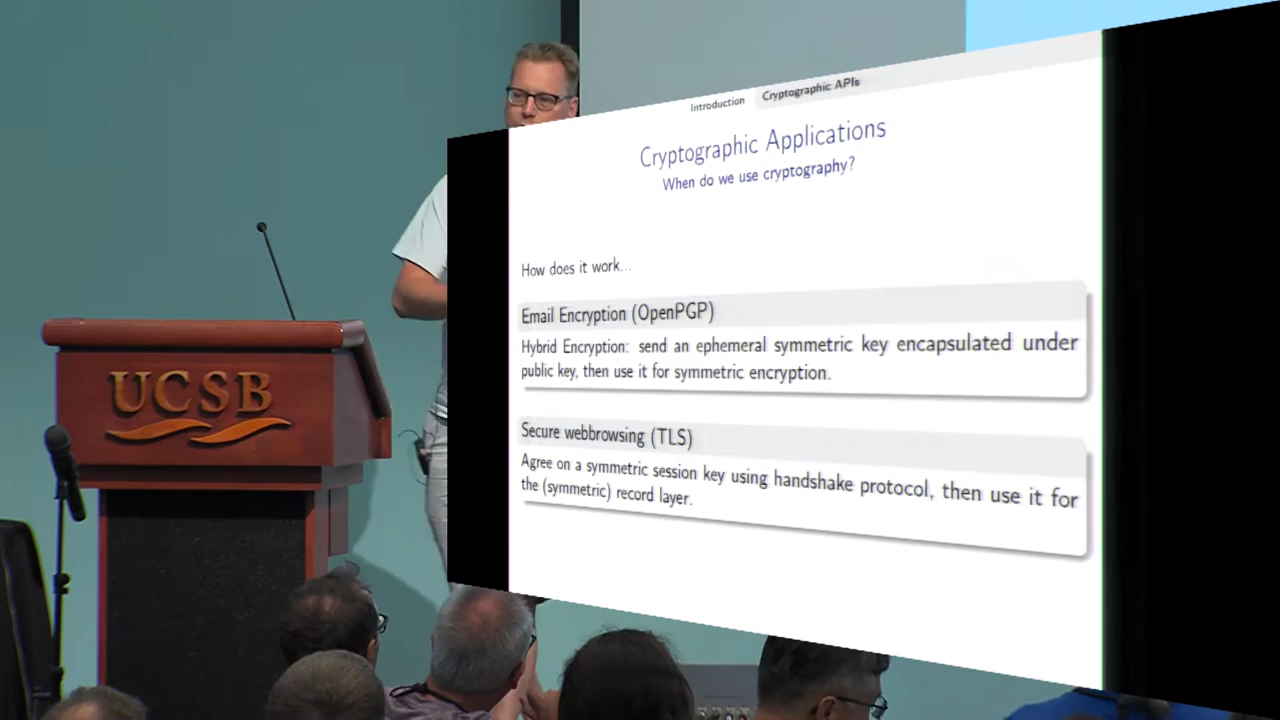 Introduction Cryptographic APIs
Cryptographic Applications
When do we use cryptography?
How does it work...
Email Encryption (OpenPGP)
Hybrid Encryption: send an ephemeral symmetric key encapsulated under
public key, then use it for symmetric encryption.
Secure webbrowsing (TLS)
Agree on a symmetric session key using handshake protocol, then use it for
the (symmetric) record layer.
UCSB